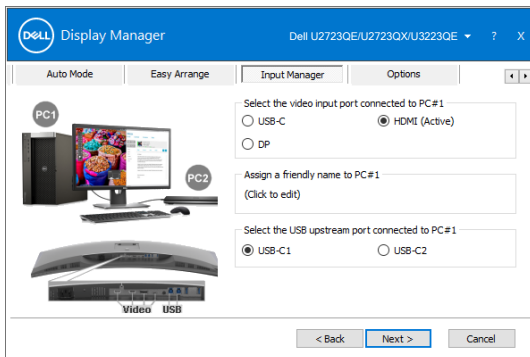 DELL Display Manager
Dell U2723QE/U2723QX/U3223QE ? X
Auto Mode Easy Arrange Input Manager Options
PC1
PC2
Video USB
Select the video input port connected to PC#1
USB-C HDMI (Active)
DP
Assign a friendly name to PC#1
(Click to edit)
Select the USB upstream port connected to PC#1
USB-C1 USB-C2
< Back Next > Cancel